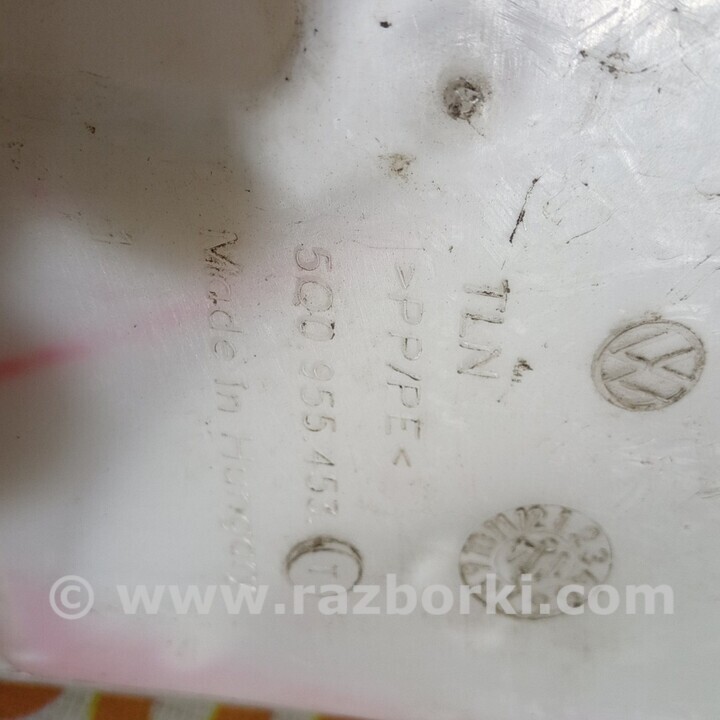 TLN
>PP/PE<
5Q0.955.453.
T
Made in Hungary
© www.razborki.com